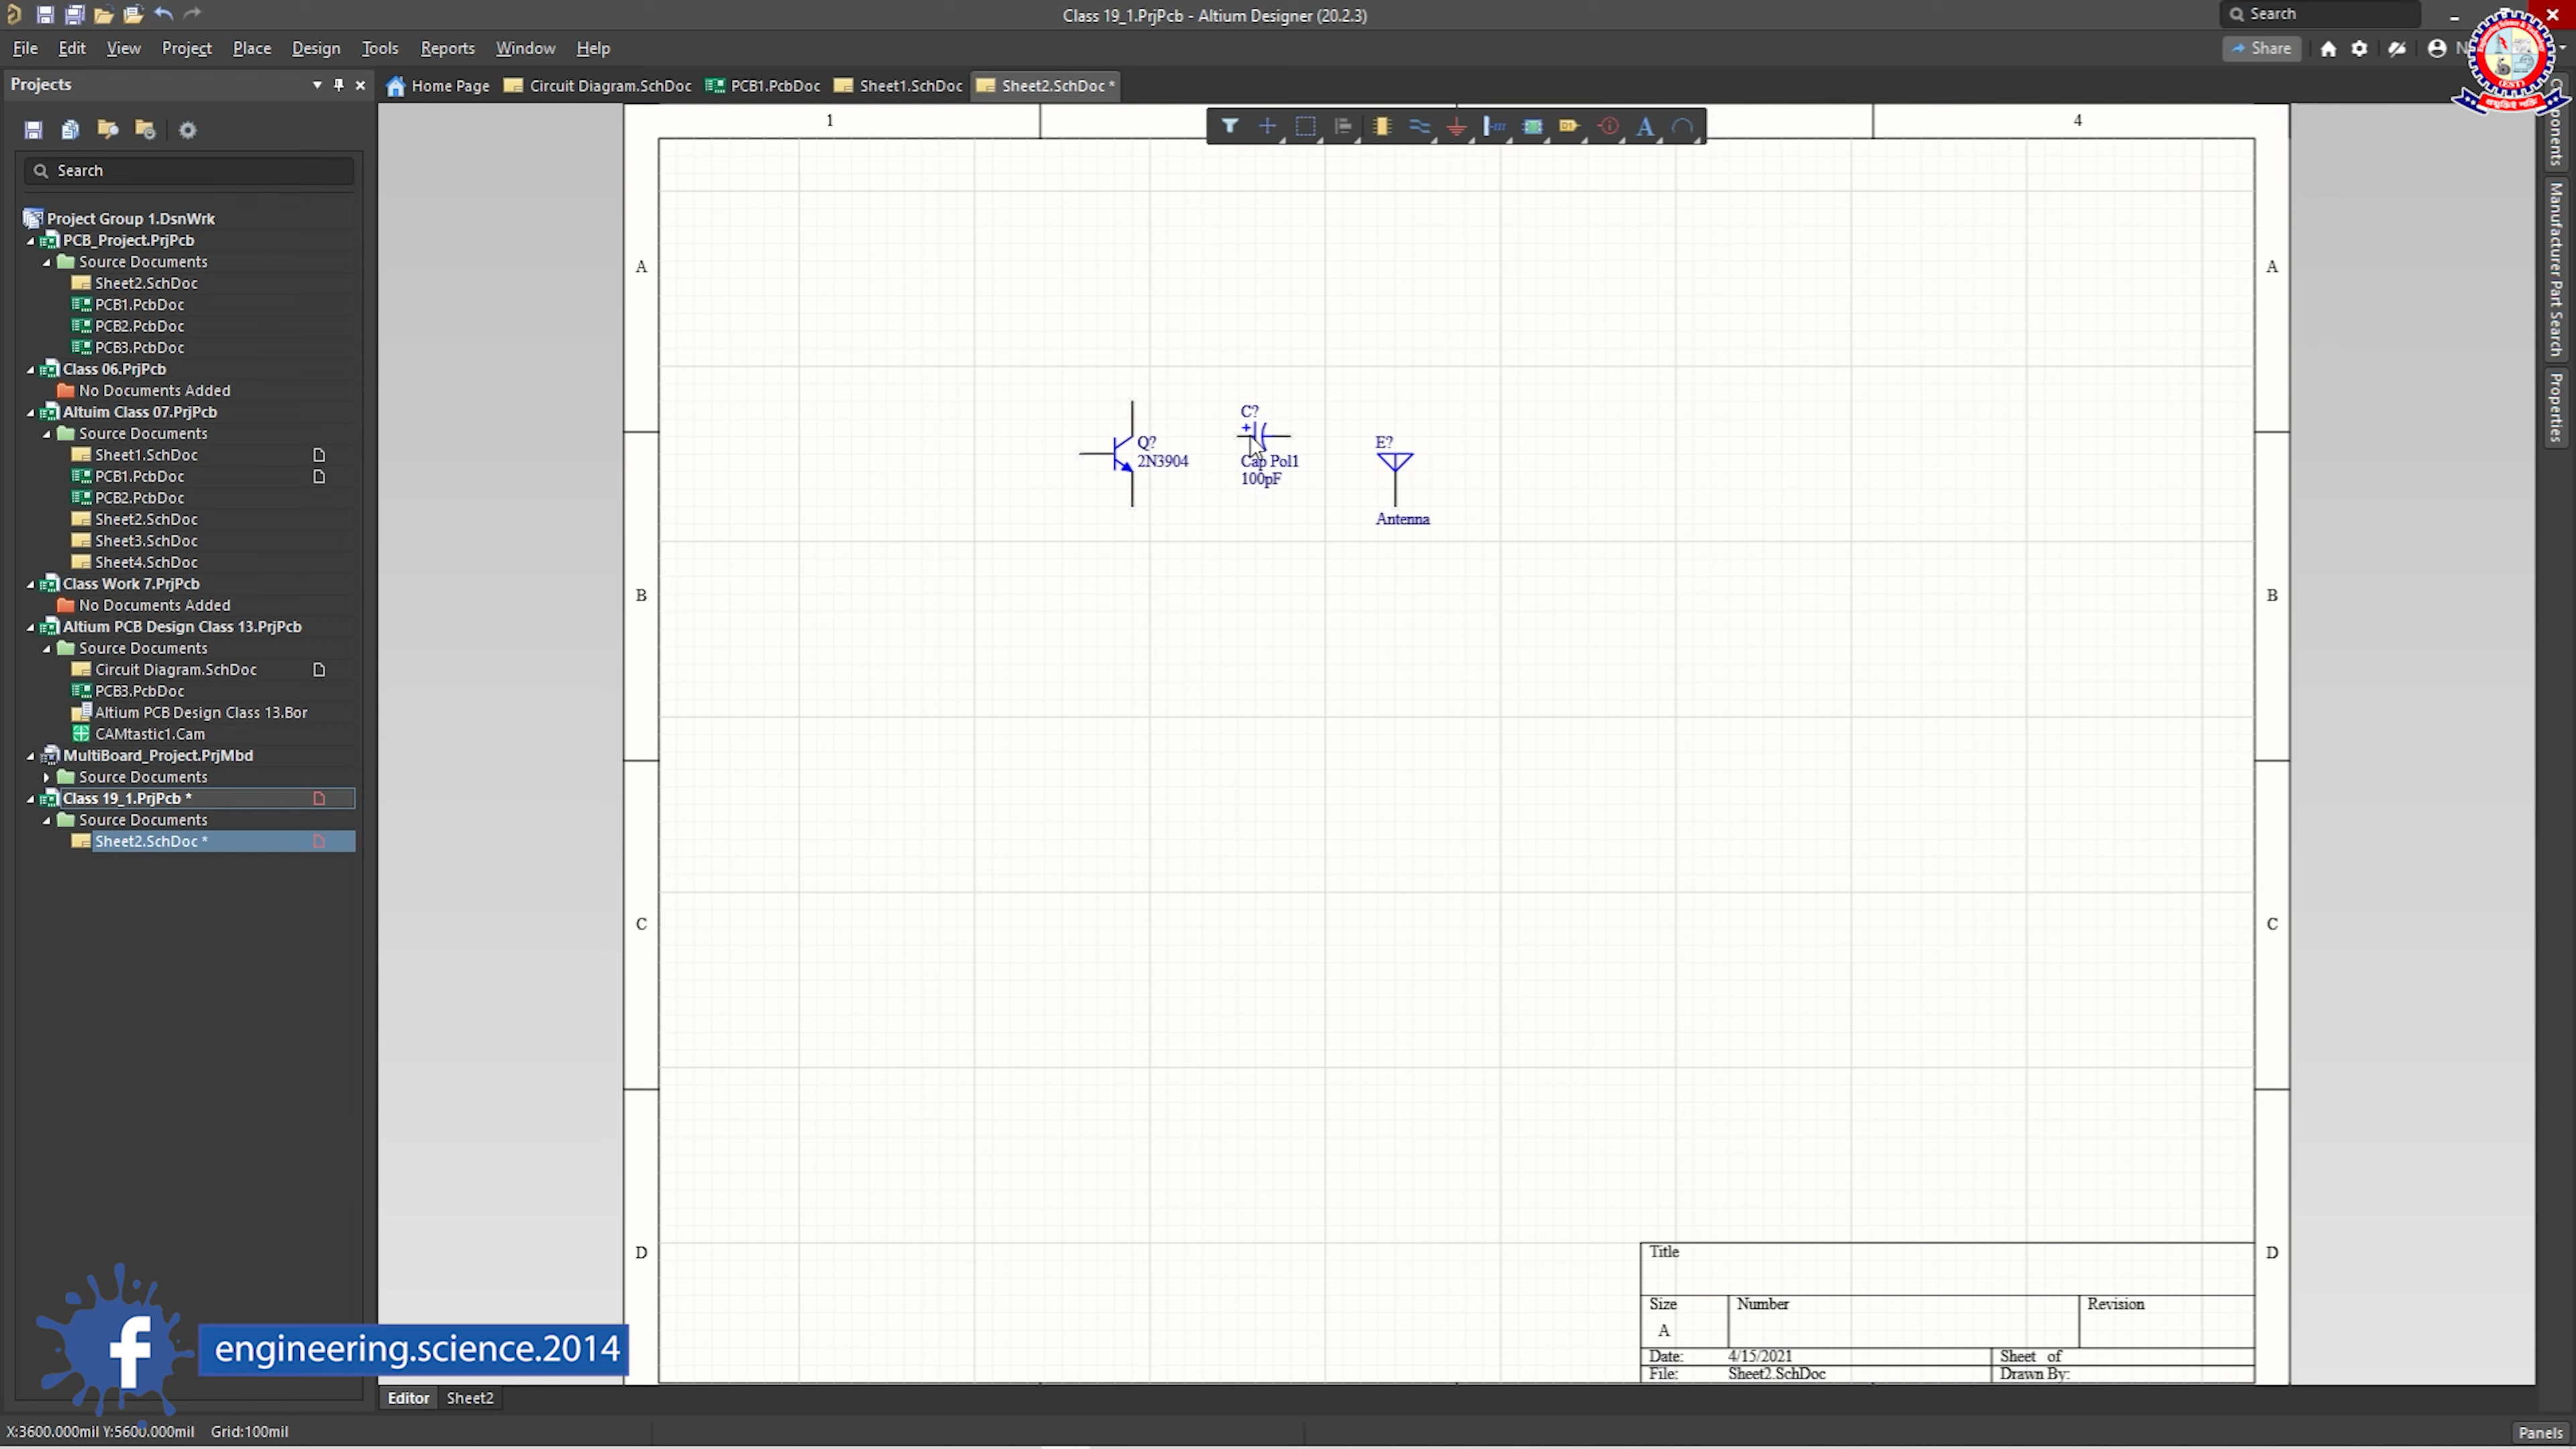 Class 19_1.PrjPcb - Altium Designer (20.2.3)
Search
File Edit View Project Place Design Tools Reports Window Help
Share
Projects
Home Page Circuit Diagram.SchDoc PCB1.PcbDoc Sheet1.SchDoc Sheet2.SchDoc *
Search
Project Group 1.DsnWrk
PCB_Project.PrjPcb
Source Documents
Sheet2.SchDoc
PCB1.PcbDoc
PCB2.PcbDoc
PCB3.PcbDoc
Class 06.PrjPcb
No Documents Added
Altuim Class 07.PrjPcb
Source Documents
Sheet1.SchDoc
PCB1.PcbDoc
PCB2.PcbDoc
Sheet2.SchDoc
Sheet3.SchDoc
Sheet4.SchDoc
Class Work 7.PrjPcb
No Documents Added
Altium PCB Design Class 13.PrjPcb
Source Documents
Circuit Diagram.SchDoc
PCB3.PcbDoc
Altium PCB Design Class 13.Bor
CAMtastic1.Cam
MultiBoard_Project.PrjMbd
Source Documents
Class 19_1.PrjPcb *
Source Documents
Sheet2.SchDoc *
1 4
A A
B B
C C
D D
Q?
2N3904
C?
Cap Pol1
100pF
E?
Antenna
Title
Size Number Revision
A
Date: 4/15/2021 Sheet of
File: Sheet2.SchDoc Drawn By:
Manufacturer Part Search
Properties
f engineering.science.2014
Editor Sheet2
X:3600.000mil Y:5600.000mil Grid:100mil
Panels